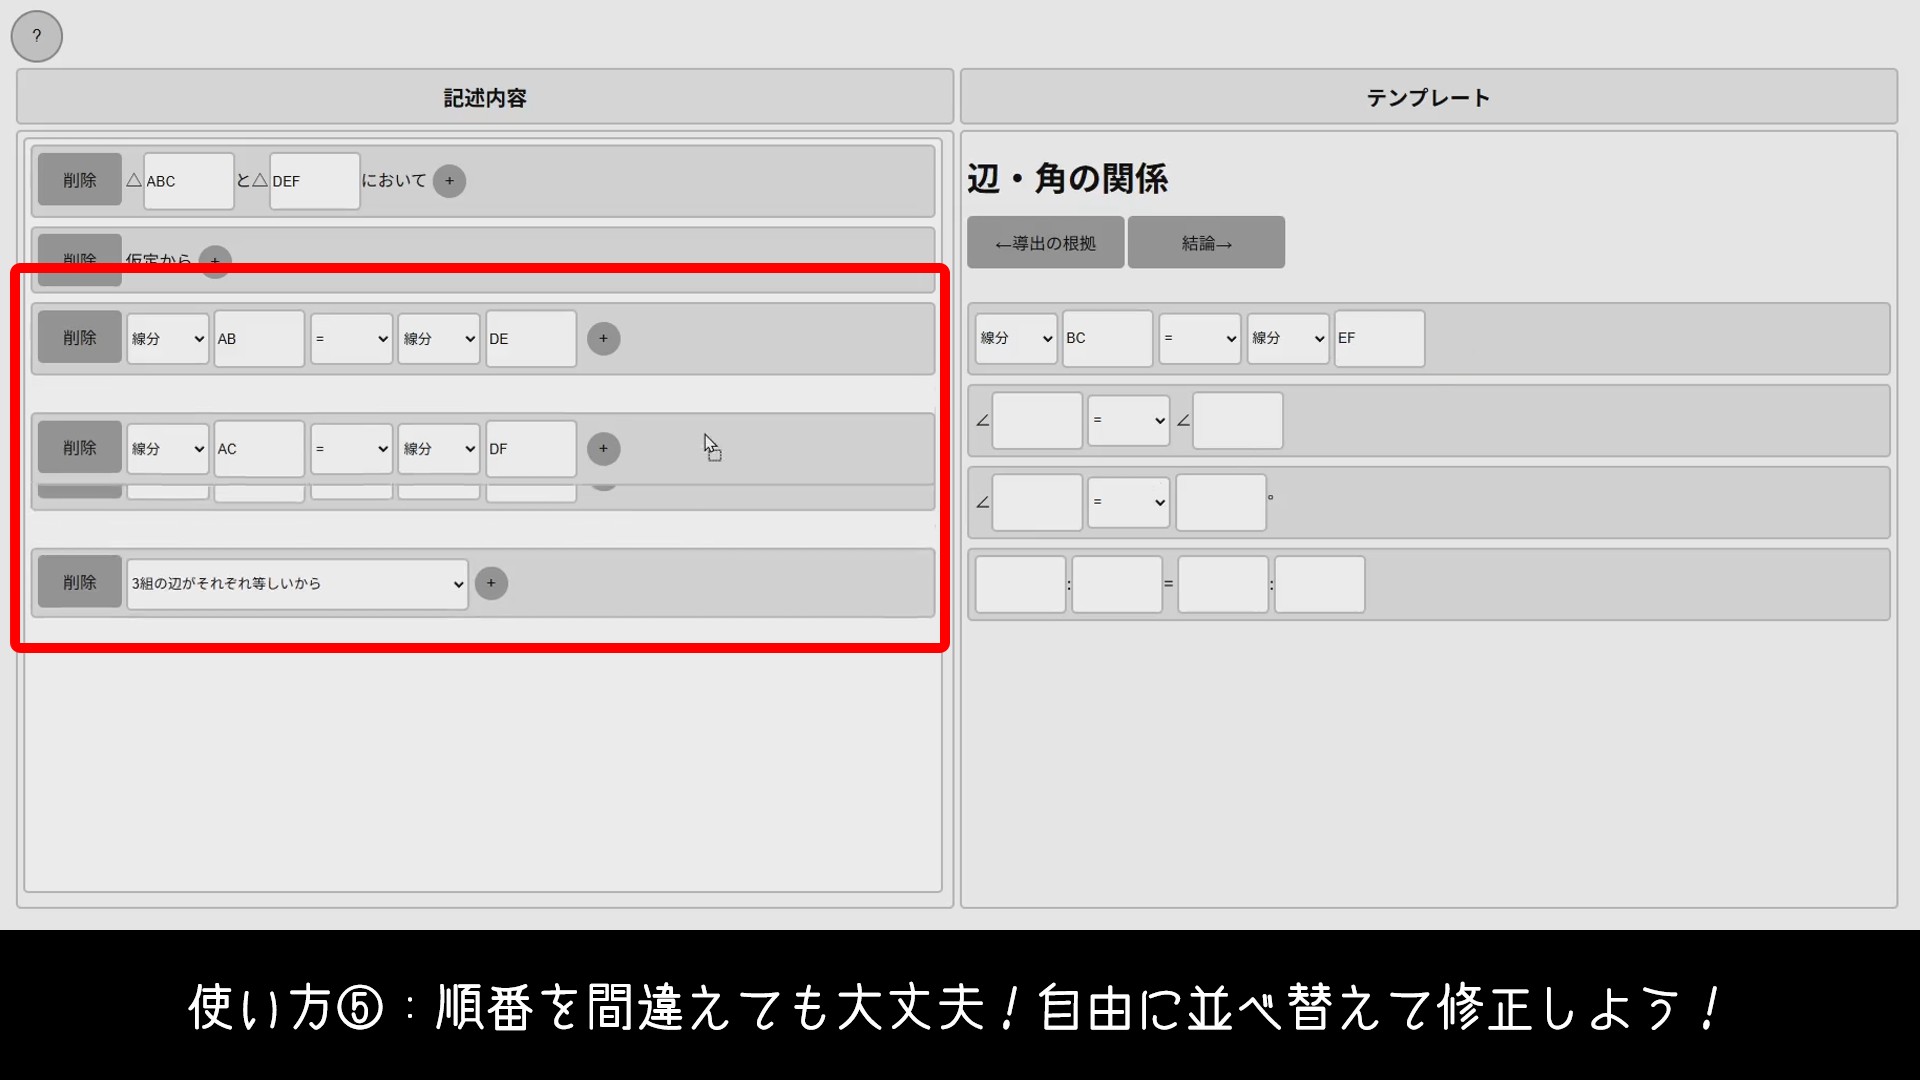 ?
記述内容
削除 △ ABC と△ DEF において +
削除 仮定から +
削除 線分 AB = 線分 DE +
削除 線分 AC = 線分 DF +
削除 3組の辺がそれぞれ等しいから +
テンプレート
辺・角の関係
←導出の根拠 結論→
線分 BC = 線分 EF
∠ = ∠
∠ = °
: = :
使い方⑤：順番を間違えても大丈夫！自由に並べ替えて修正しよう！